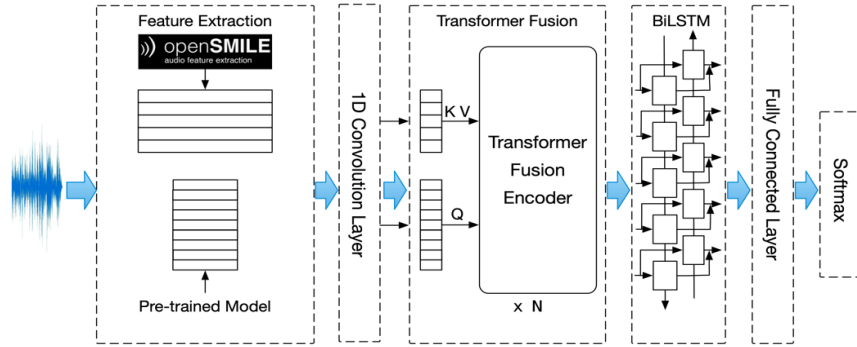 Feature Extraction
openSMILE
audio feature extraction
Pre-trained Model
1D Convolution Layer
Transformer Fusion
K V
Q
Transformer
Fusion
Encoder
x N
BiLSTM
Fully Connected Layer
Softmax